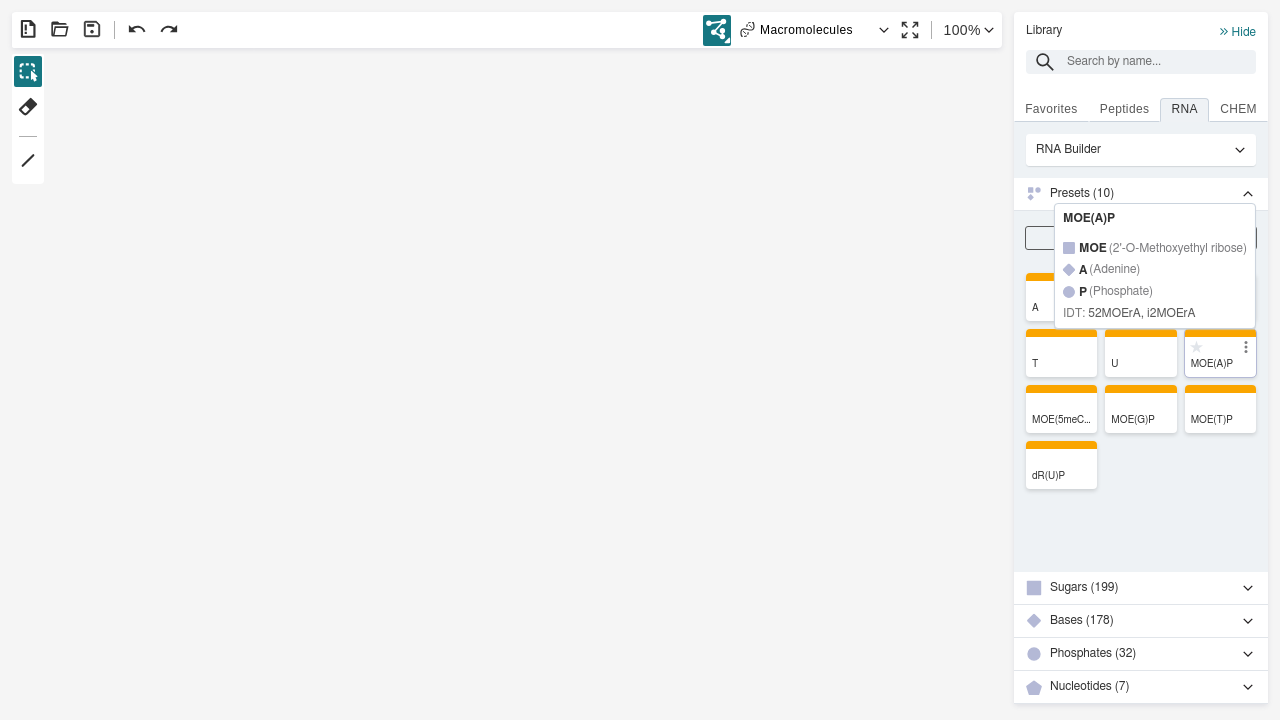 Macromolecules
100%
Library
Hide
Search by name...
Favorites
Peptides
RNA
CHEM
RNA Builder
Presets (10)
MOE(A)P
MOE (2'-O-Methoxyethyl ribose)
A (Adenine)
P (Phosphate)
IDT: 52MOErA, i2MOErA
A
T
U
MOE(A)P
MOE(5meC...
MOE(G)P
MOE(T)P
dR(U)P
Sugars (199)
Bases (178)
Phosphates (32)
Nucleotides (7)